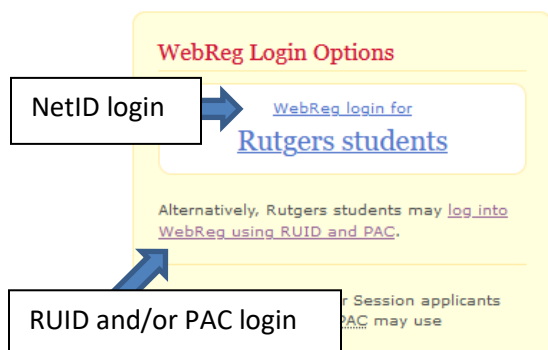 WebReg Login Options
NetID login
WebReg login for
Rutgers students
Alternatively, Rutgers students may log into
WebReg using RUID and PAC.
RUID and/or PAC login
Session applicants
PAC may use